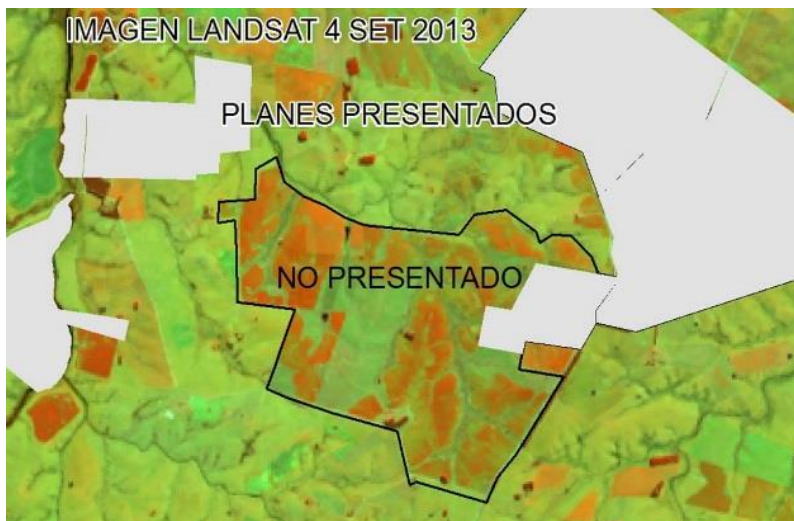 IMAGEN LANDSAT 4 SET 2013
PLANES PRESENTADOS
NO PRESENTADO